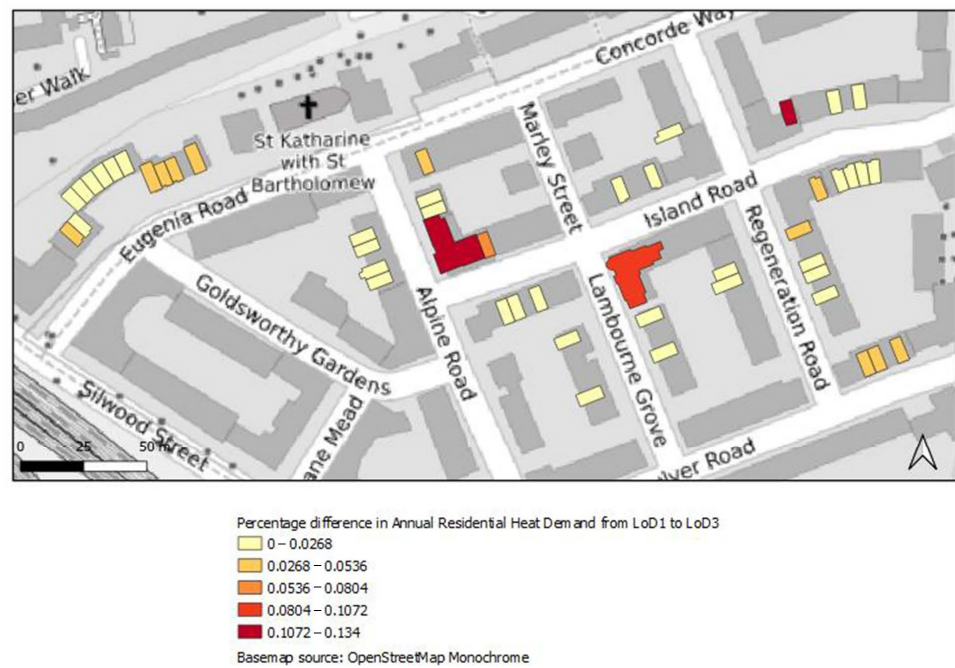 Concorde Way
er Walk
St Katharine
with St
Bartholomew
Marley Street
Island Road
Eugenia Road
Regeneration Road
Goldsworthy Gardens
Alpine Road
Lambourne Grove
Silwood Street
ane Mead
lver Road
0 25 50 m
Percentage difference in Annual Residential Heat Demand from LoD1 to LoD3
0 – 0.0268
0.0268 – 0.0536
0.0536 – 0.0804
0.0804 – 0.1072
0.1072 – 0.134
Basemap source: OpenStreetMap Monochrome